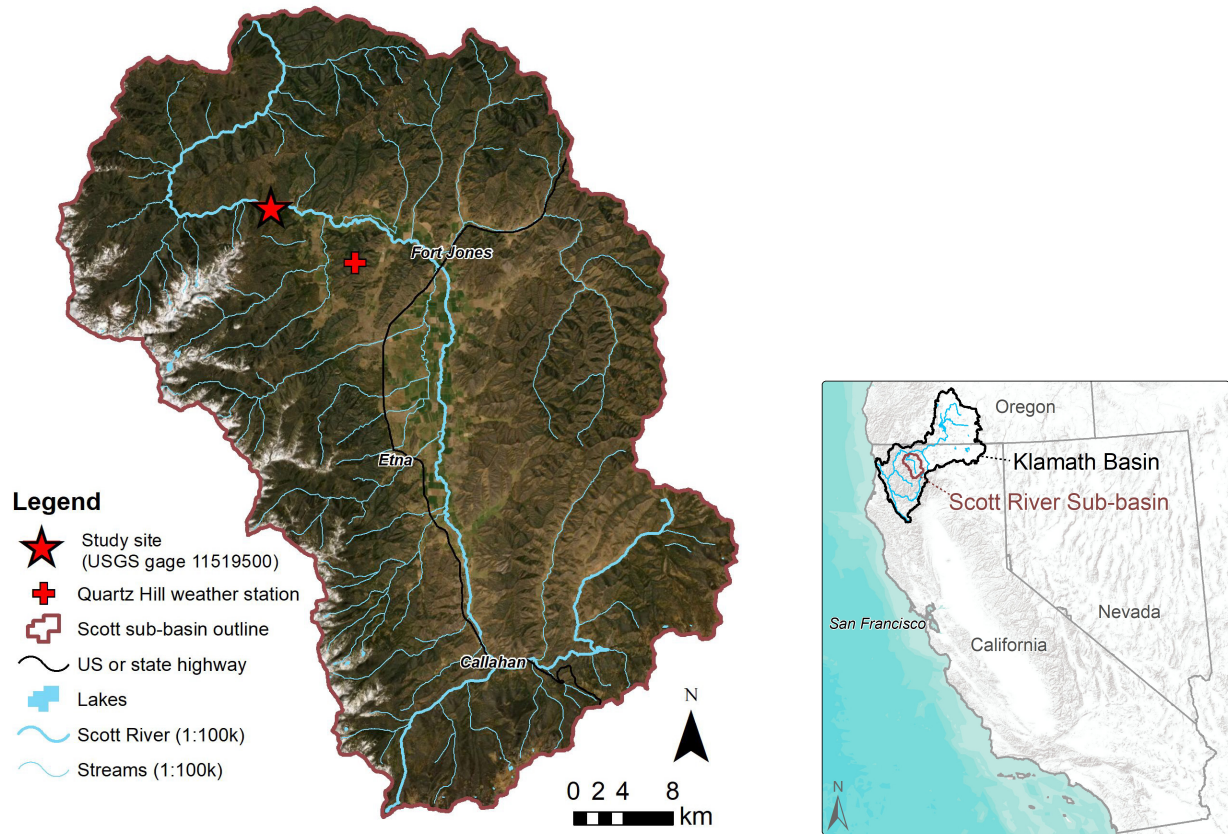 Fort Jones
Etna
Callahan
Legend
Study site
(USGS gage 11519500)
Quartz Hill weather station
Scott sub-basin outline
US or state highway
Lakes
Scott River (1:100k)
Streams (1:100k)
N
0 2 4 8
km
Oregon
Klamath Basin
Scott River Sub-basin
Nevada
San Francisco
California
N